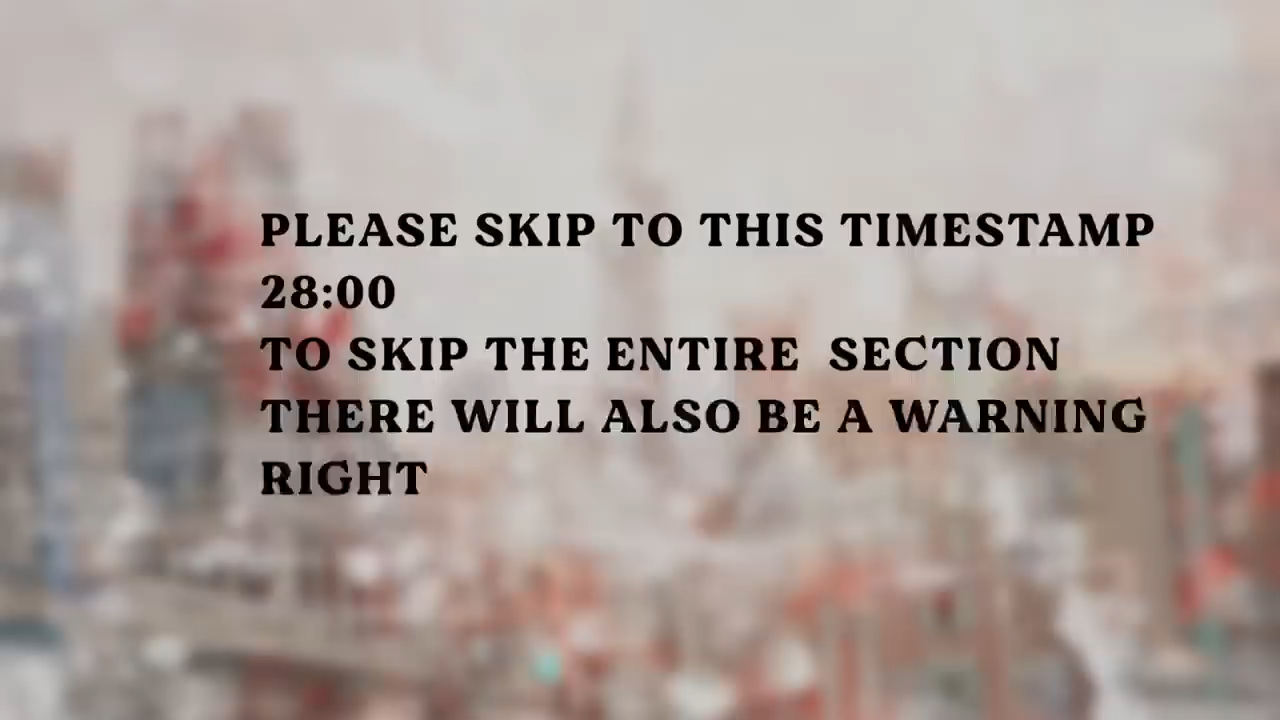 PLEASE SKIP TO THIS TIMESTAMP
28:00
TO SKIP THE ENTIRE SECTION
THERE WILL ALSO BE A WARNING
RIGHT